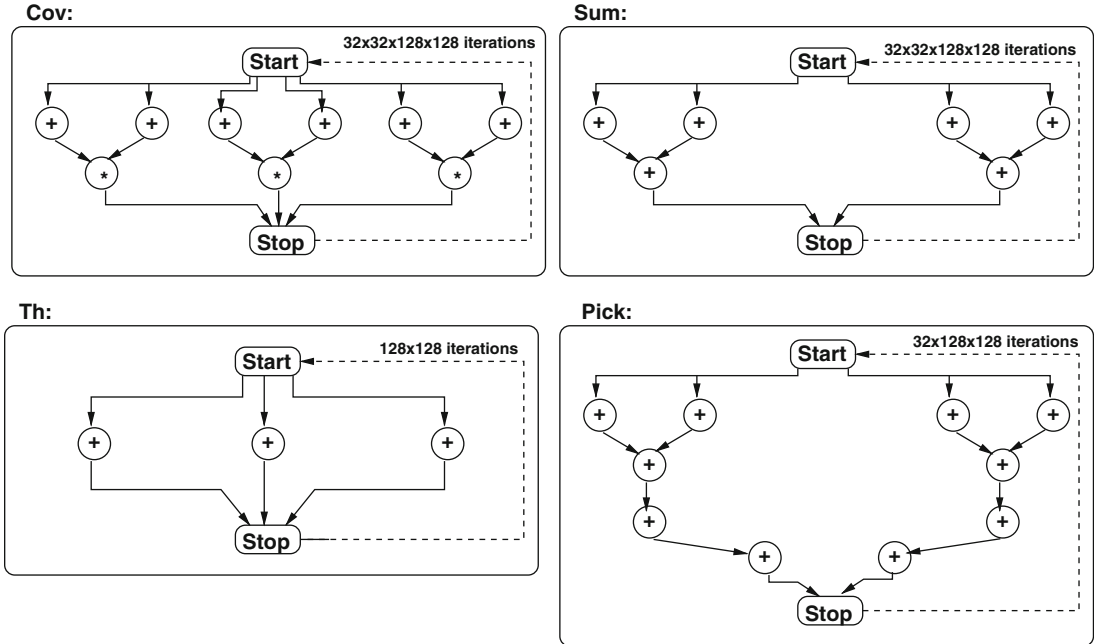 Cov:
32x32x128x128 iterations
Start
+ + + + + +
* * *
Stop
Sum:
32x32x128x128 iterations
Start
+ + + +
+ +
Stop
Th:
128x128 iterations
Start
+ + +
Stop
Pick:
32x128x128 iterations
Start
+ + + +
+ +
+ +
+ +
Stop